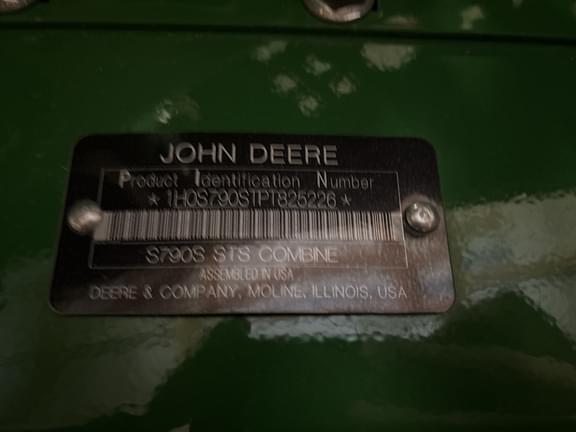 JOHN DEERE
Product Identification Number
* 1H0S790STPT825226 *
S790S STS COMBINE
ASSEMBLED IN USA
DEERE & COMPANY, MOLINE, ILLINOIS, USA